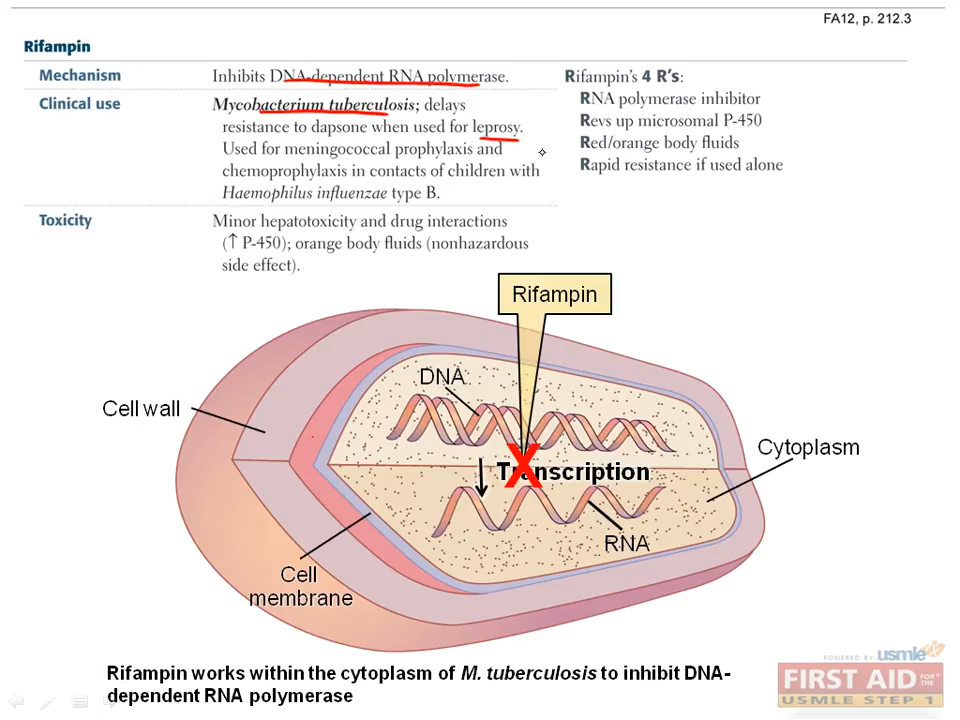 FA12, p. 212.3
Rifampin
Mechanism
Inhibits DNA-dependent RNA polymerase.
Clinical use
Mycobacterium tuberculosis; delays
resistance to dapsone when used for leprosy.
Used for meningococcal prophylaxis and
chemoprophylaxis in contacts of children with
Haemophilus influenzae type B.
Toxicity
Minor hepatotoxicity and drug interactions
(↑ P-450); orange body fluids (nonhazardous
side effect).
Rifampin's 4 R's:
RNA polymerase inhibitor
Revs up microsomal P-450
Red/orange body fluids
Rapid resistance if used alone
Rifampin
DNA
Cell wall
Cytoplasm
Transcription
RNA
Cell
membrane
Rifampin works within the cytoplasm of M. tuberculosis to inhibit DNA-
dependent RNA polymerase
POWERED BY usmle
FIRST AID FOR THE
USMLE STEP 1